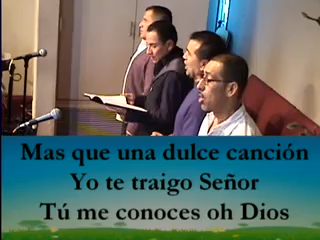 Mas que una dulce canción
Yo te traigo Señor
Tú me conoces oh Dios